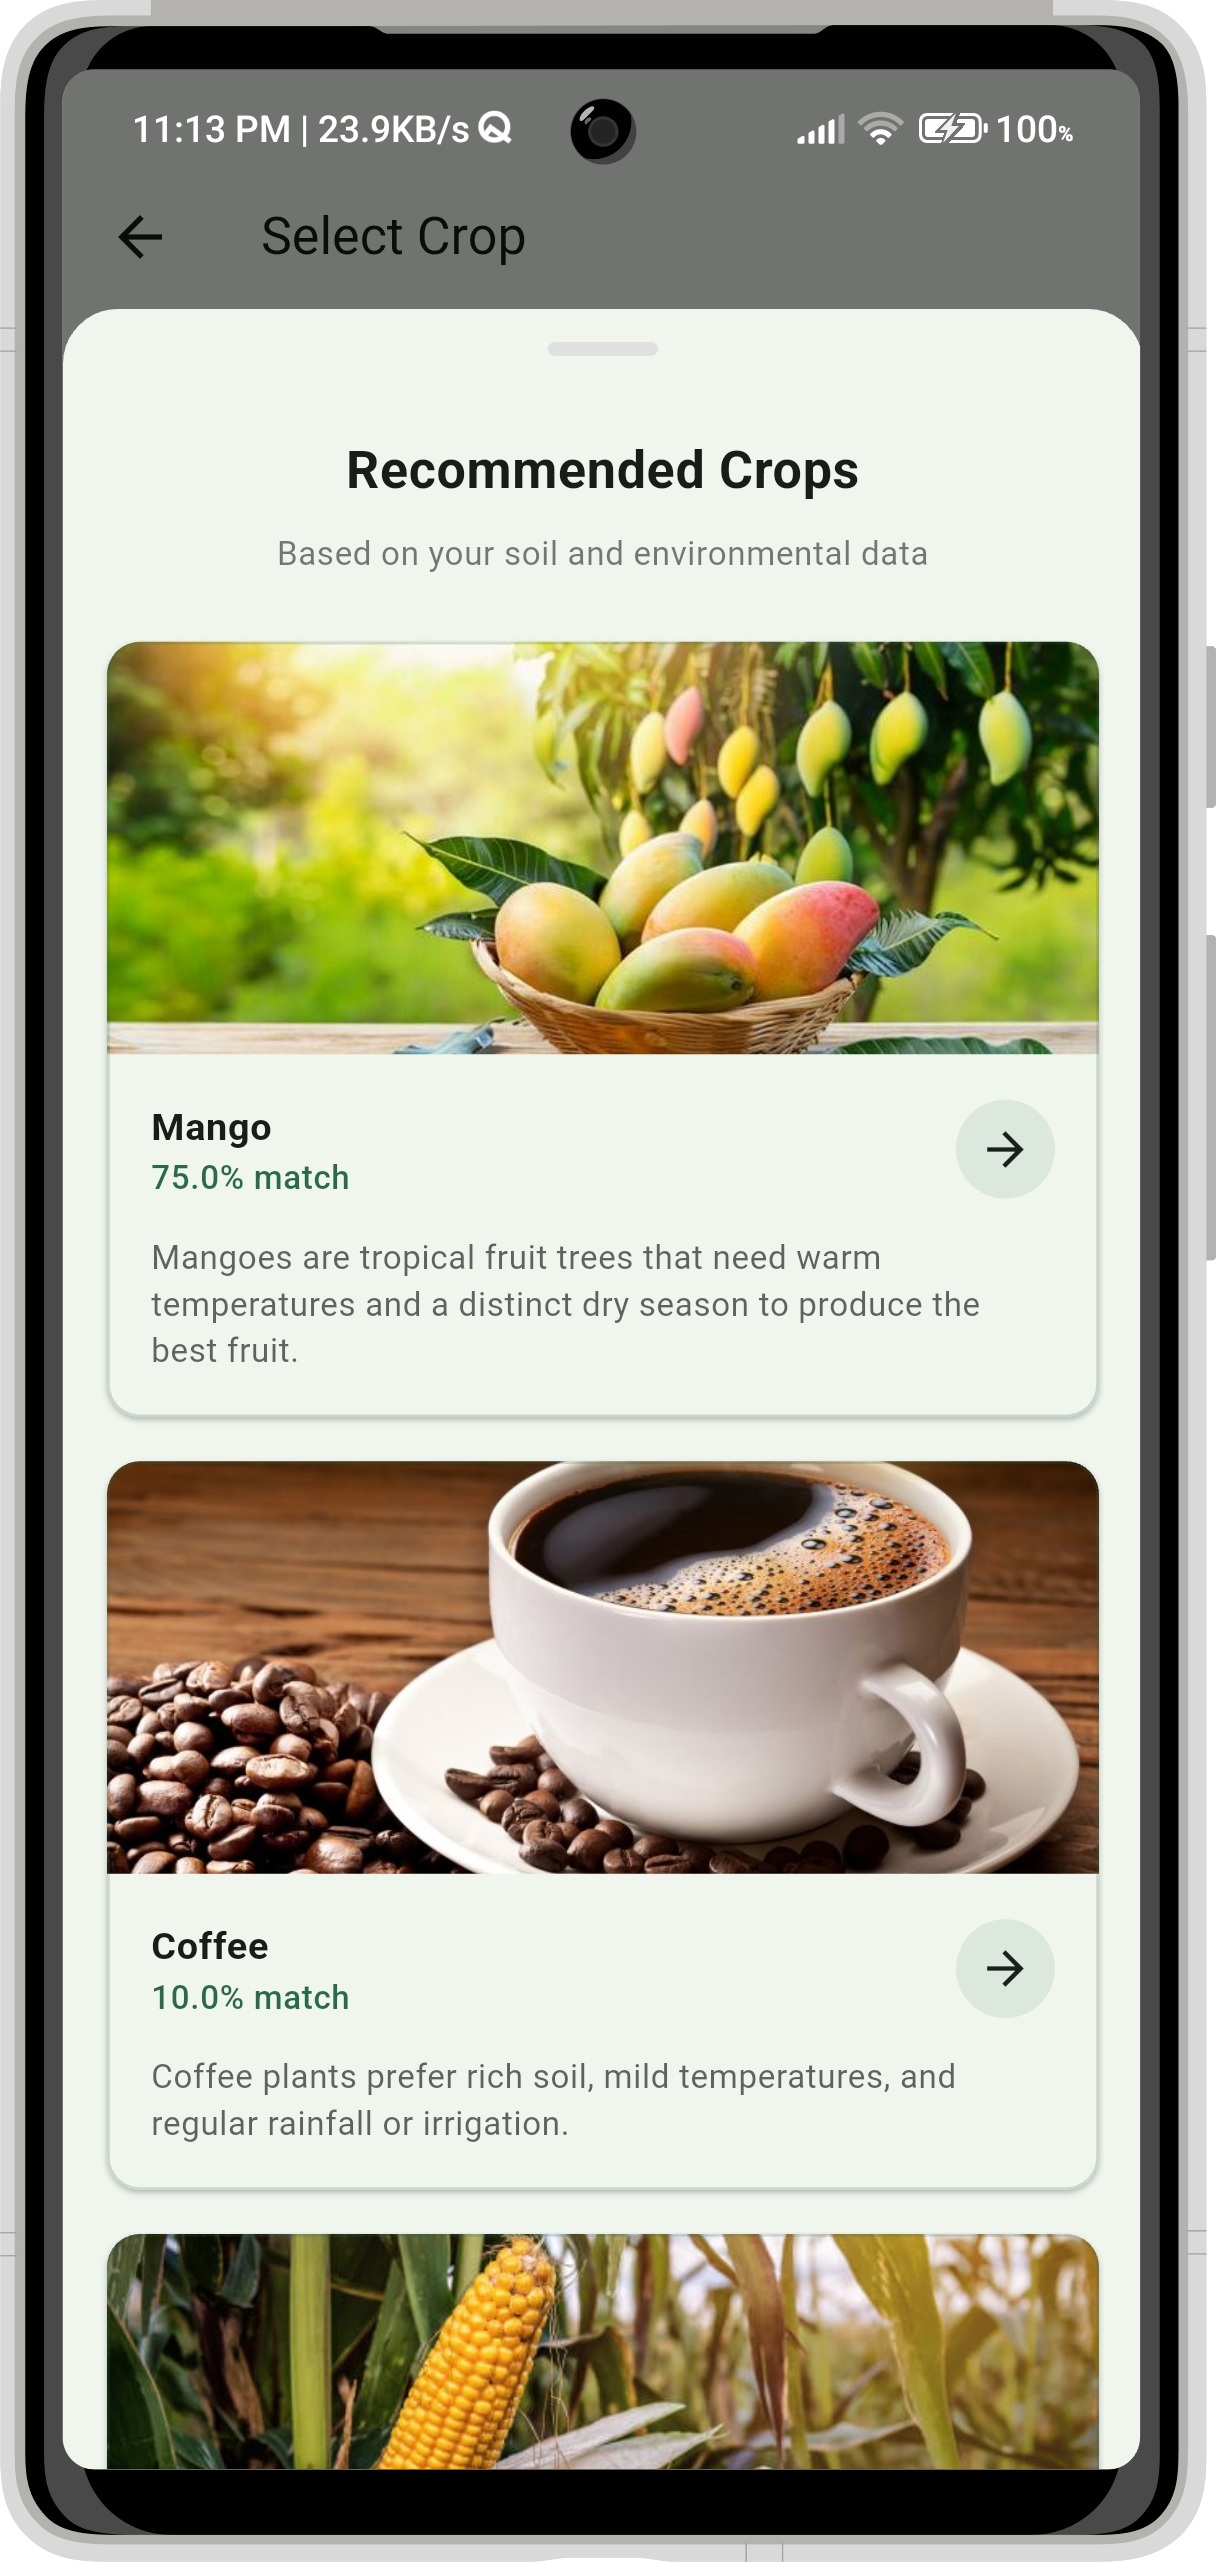 11:13 PM | 23.9KB/s 100%
Select Crop
Recommended Crops
Based on your soil and environmental data
Mango
75.0% match
Mangoes are tropical fruit trees that need warm
temperatures and a distinct dry season to produce the
best fruit.
Coffee
10.0% match
Coffee plants prefer rich soil, mild temperatures, and
regular rainfall or irrigation.